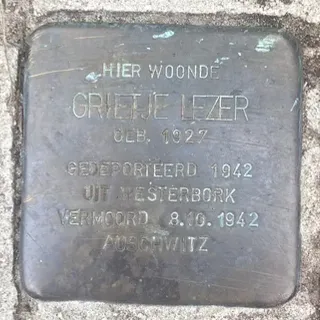 HIER WOONDE
GRIETJE LEZER
GEB. 1927
GEDEPORTEERD 1942
UIT WESTERBORK
VERMOORD 8.10.1942
AUSCHWITZ